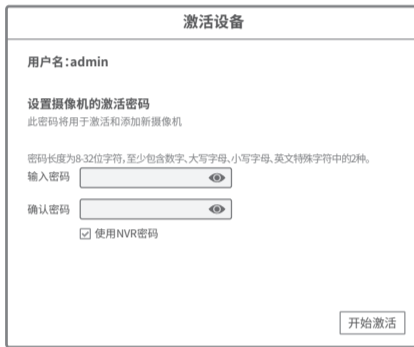 激活设备
用户名:admin
设置摄像机的激活密码
此密码将用于激活和添加新摄像机
密码长度为8-32位字符,至少包含数字、大写字母、小写字母、英文特殊字符中的2种。
输入密码
确认密码
使用NVR密码
开始激活